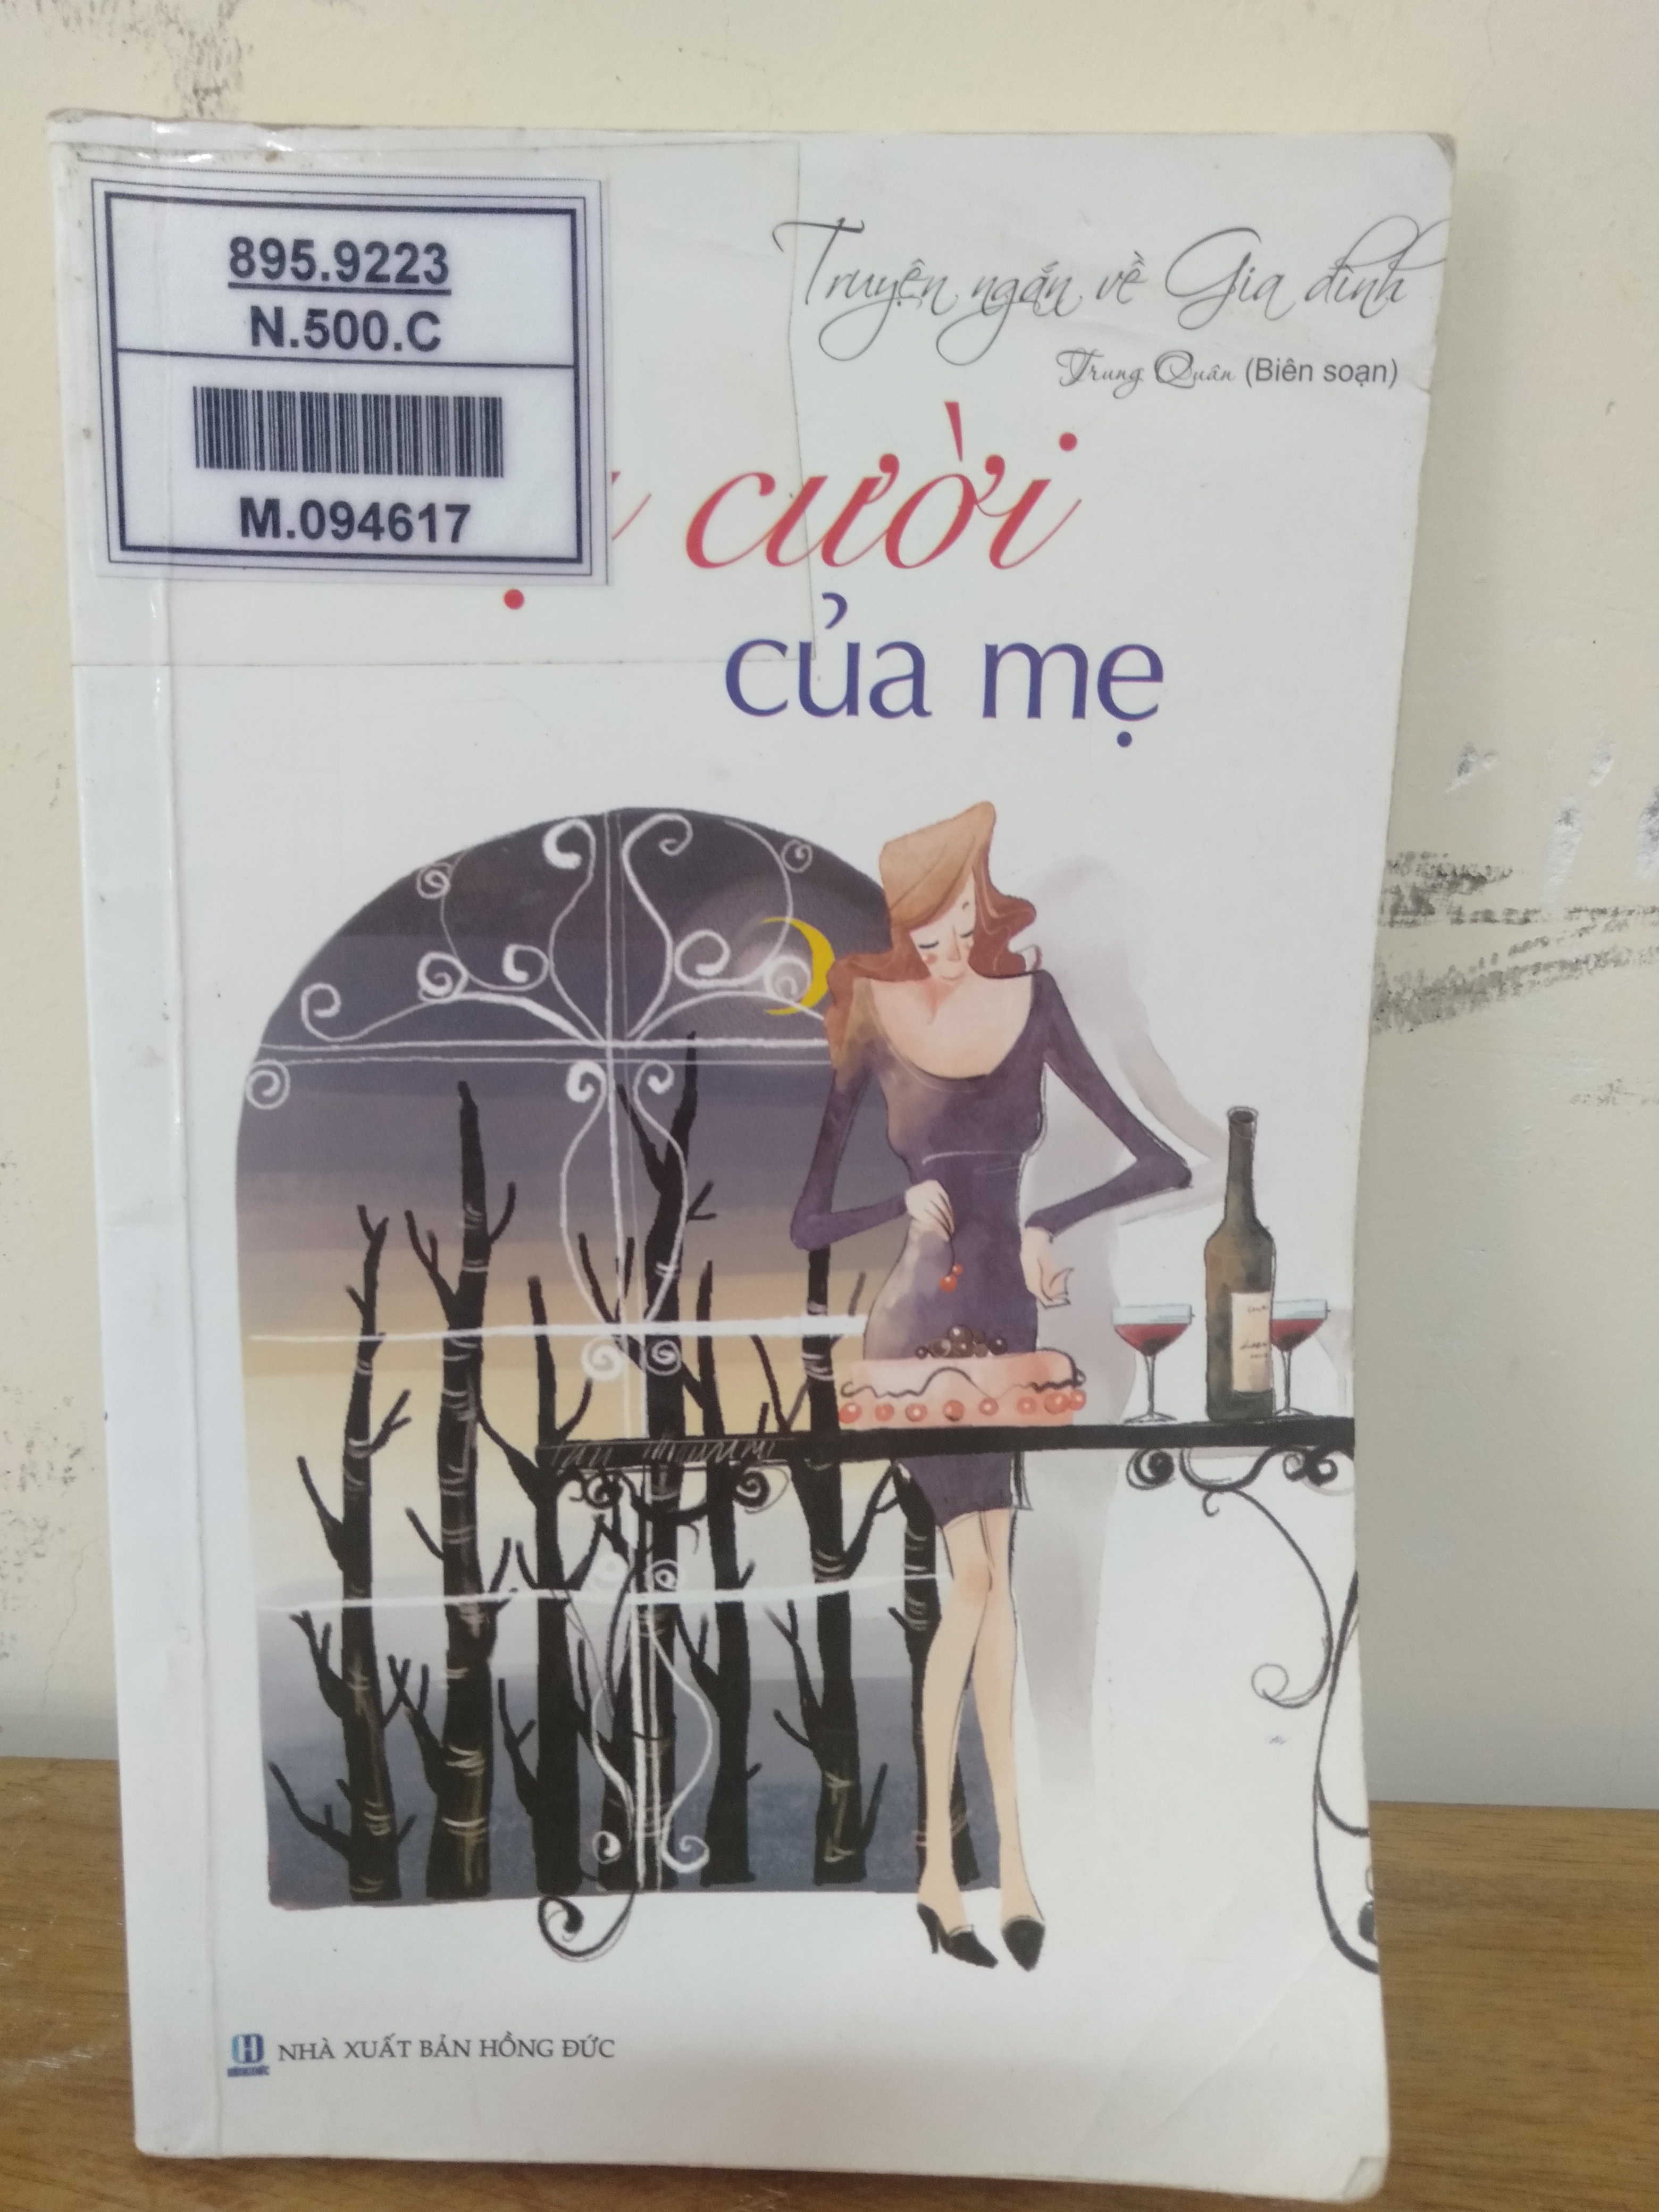 895.9223
N.500.C
M.094617
Truyện ngắn về Gia đình
Trung Quân (Biên soạn)
cười
của mẹ
NHÀ XUẤT BẢN HỒNG ĐỨC